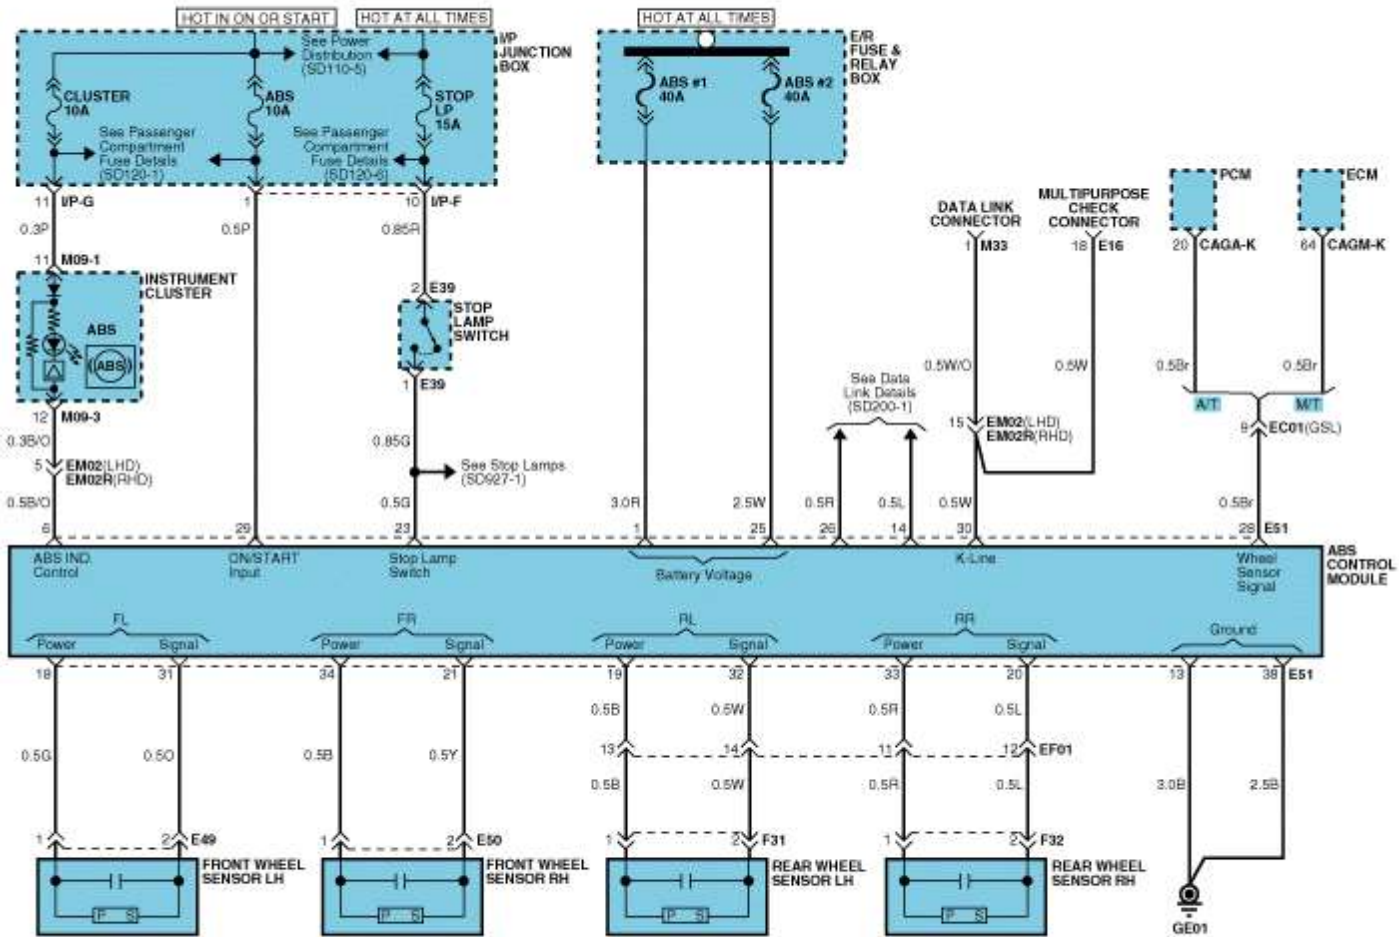 HOT IN ON OR START
HOT AT ALL TIMES
HOT AT ALL TIMES
I/P
JUNCTION
BOX
See Power
Distribution
(SD110-5)
CLUSTER
10A
ABS
10A
STOP
LP
15A
See Passenger
Compartment
Fuse Details
(SD120-1)
See Passenger
Compartment
Fuse Details
(SD120-6)
E/R
FUSE &
RELAY
BOX
ABS #1
40A
ABS #2
40A
11 I/P-G
1
10 I/P-F
0.3P
0.5P
0.85R
11 M09-1
INSTRUMENT
CLUSTER
ABS
(ABS)
12 M09-3
0.3B/O
5 EM02(LHD)
EM02R(RHD)
0.5B/O
2 E39
STOP
LAMP
SWITCH
1 E39
0.85G
See Stop Lamps
(SD927-1)
0.5G
3.0R
2.5W
See Data
Link Details
(SD200-1)
0.5R
0.5L
DATA LINK
CONNECTOR
1 M33
MULTIPURPOSE
CHECK
CONNECTOR
18 E16
0.5W/O
0.5W
15 EM02(LHD)
EM02R(RHD)
0.5W
PCM
ECM
20 CAGA-K
64 CAGM-K
0.5Br
0.5Br
A/T
M/T
9 EC01(GSL)
0.5Br
6
29
23
1
25
26
14
30
28 E51
ABS
CONTROL
MODULE
ABS IND.
Control
ON/START
Input
Stop Lamp
Switch
Battery Voltage
K-Line
Wheel
Sensor
Signal
FL
Power
Signal
FR
Power
Signal
RL
Power
Signal
RR
Power
Signal
Ground
18
31
34
21
19
32
33
20
13
38 E51
0.5B
0.5W
0.5R
0.5L
13
14
11
12 EF01
0.5G
0.5O
0.5B
0.5Y
0.5B
0.5W
0.5R
0.5L
3.0B
2.5B
1
2 E49
1
2 E50
1
2 F31
1
2 F32
FRONT WHEEL
SENSOR LH
P S
FRONT WHEEL
SENSOR RH
P S
REAR WHEEL
SENSOR LH
P S
REAR WHEEL
SENSOR RH
P S
GE01